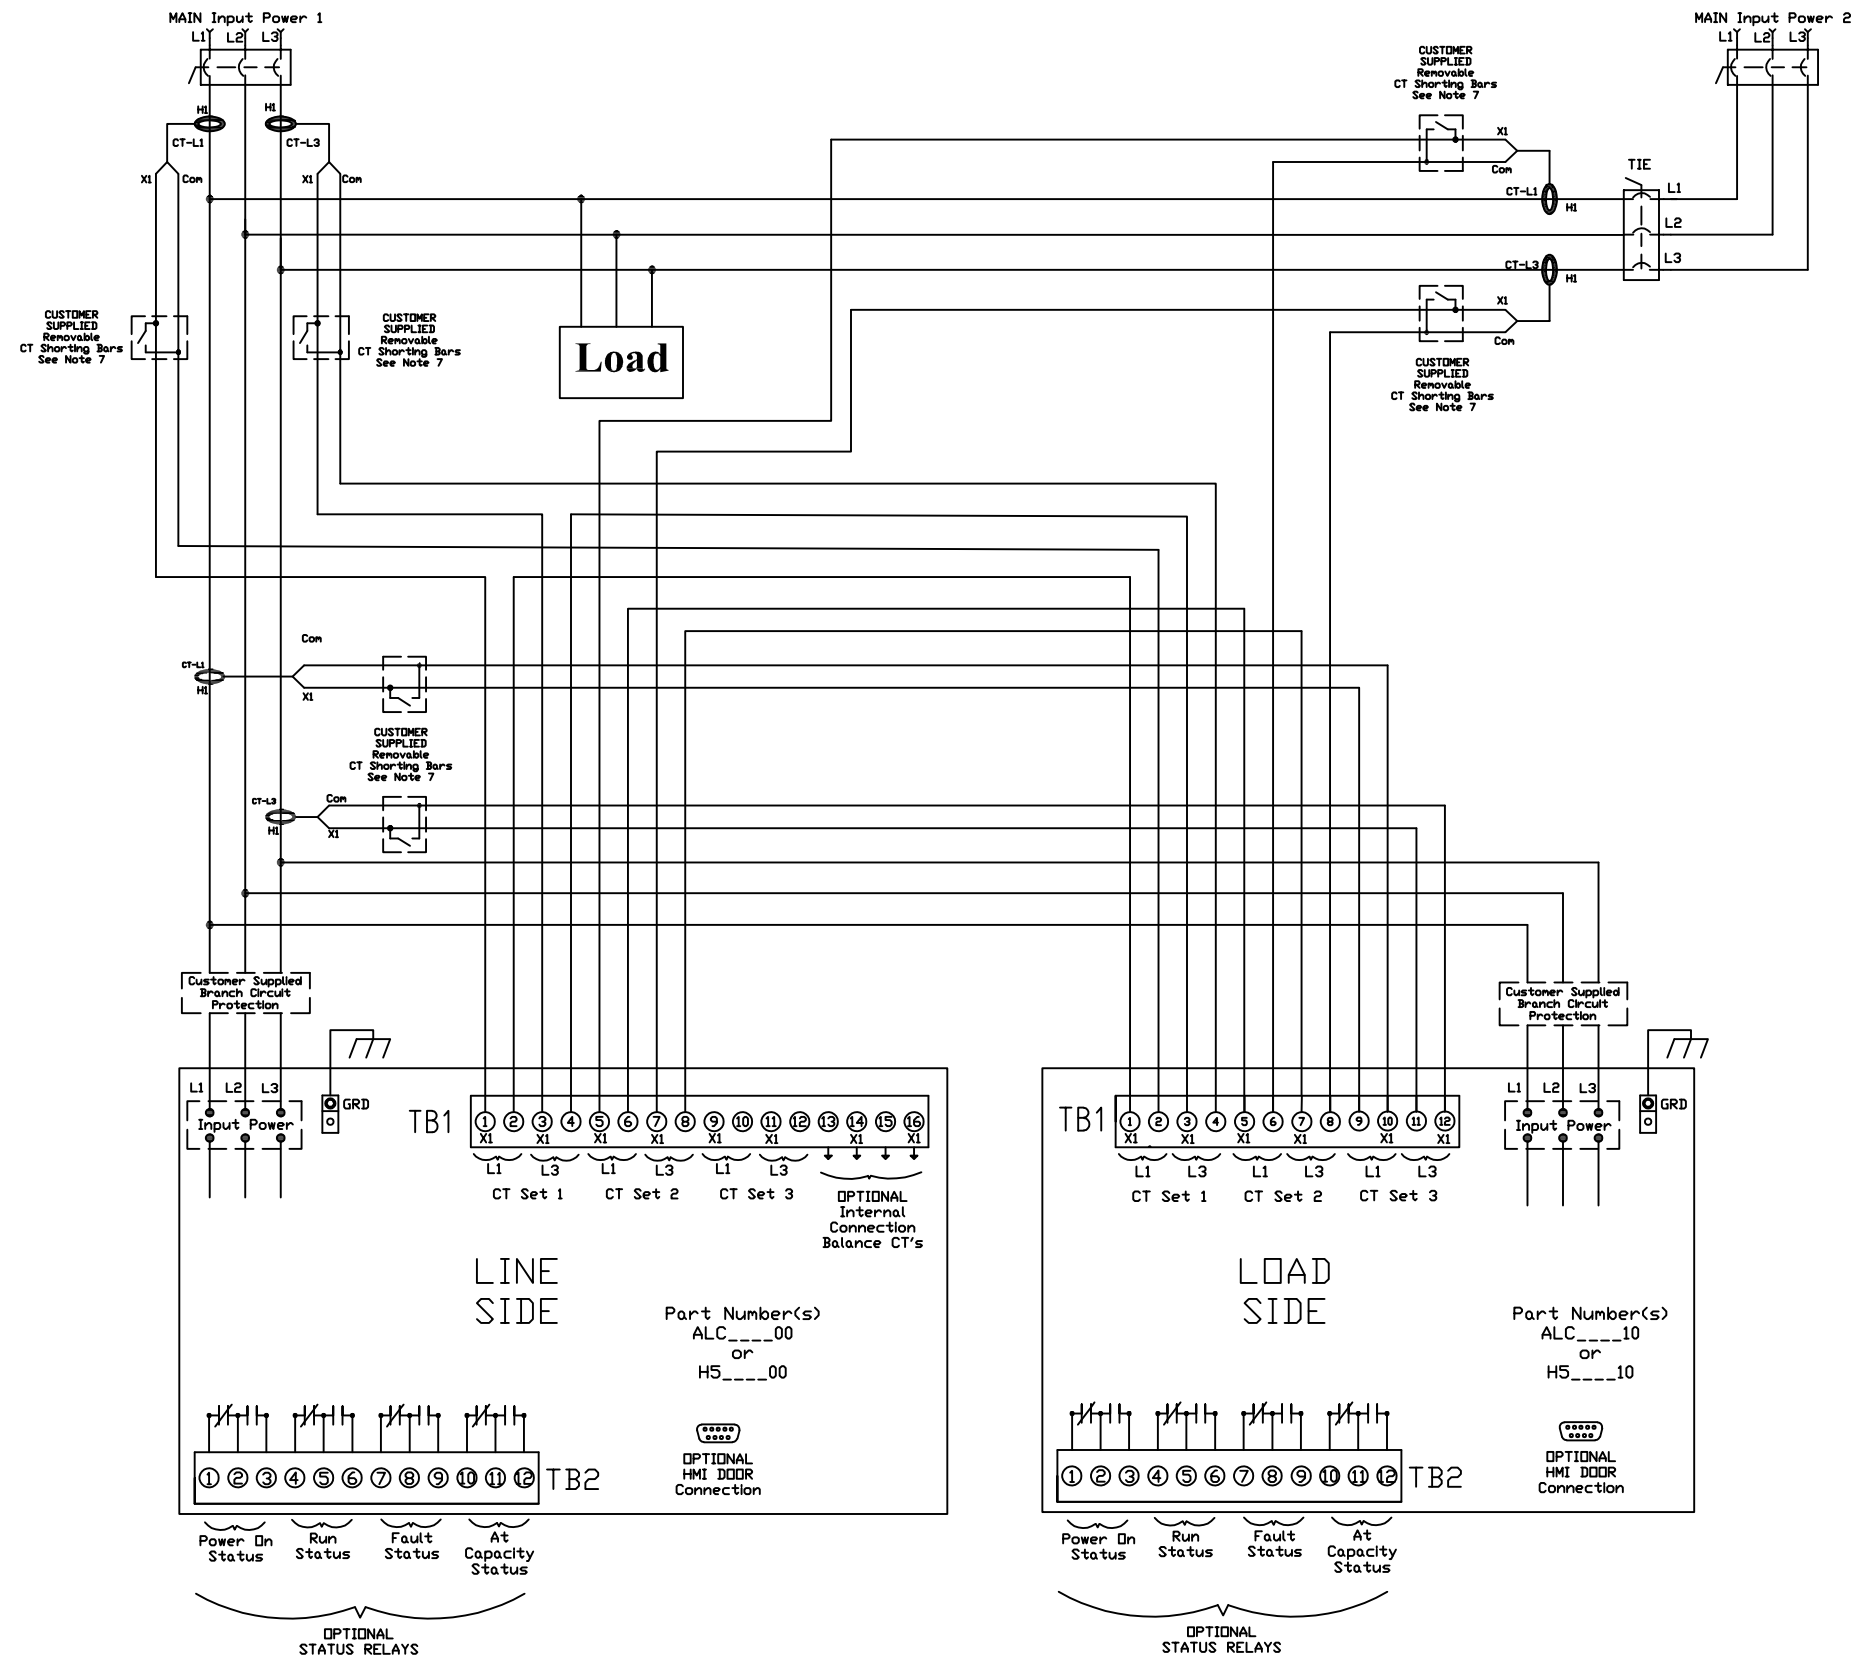 MAIN Input Power 1
L1 L2 L3
MAIN Input Power 2
L1 L2 L3
CUSTOMER
SUPPLIED
Removable
CT Shorting Bars
See Note 7
H1 H1
CT-L1 CT-L3
X1 Com X1 Com
X1
Com
TIE
CT-L1 H1 L1
L2
CT-L3 H1 L3
X1
Com
CUSTOMER
SUPPLIED
Removable
CT Shorting Bars
See Note 7
CUSTOMER
SUPPLIED
Removable
CT Shorting Bars
See Note 7
Load
CUSTOMER
SUPPLIED
Removable
CT Shorting Bars
See Note 7
Com
CT-L1
H1 X1
CUSTOMER
SUPPLIED
Removable
CT Shorting Bars
See Note 7
CT-L3 Com
H1 X1
Customer Supplied
Branch Circuit
Protection
Customer Supplied
Branch Circuit
Protection
L1 L2 L3
GRD
Input Power
TB1
1 2 3 4 5 6 7 8 9 10 11 12 13 14 15 16
X1 X1 X1 X1 X1 X1 X1 X1
L1 L3 L1 L3 L1 L3
CT Set 1 CT Set 2 CT Set 3
OPTIONAL
Internal
Connection
Balance CT's
LINE
SIDE
Part Number(s)
ALC____00
or
H5____00
OPTIONAL
HMI DOOR
Connection
1 2 3 4 5 6 7 8 9 10 11 12
TB2
Power On
Status
Run
Status
Fault
Status
At
Capacity
Status
OPTIONAL
STATUS RELAYS
TB1
1 2 3 4 5 6 7 8 9 10 11 12
X1 X1 X1 X1 X1 X1
L1 L3 L1 L3 L1 L3
CT Set 1 CT Set 2 CT Set 3
L1 L2 L3
GRD
Input Power
LOAD
SIDE
Part Number(s)
ALC____10
or
H5____10
OPTIONAL
HMI DOOR
Connection
1 2 3 4 5 6 7 8 9 10 11 12
TB2
Power On
Status
Run
Status
Fault
Status
At
Capacity
Status
OPTIONAL
STATUS RELAYS